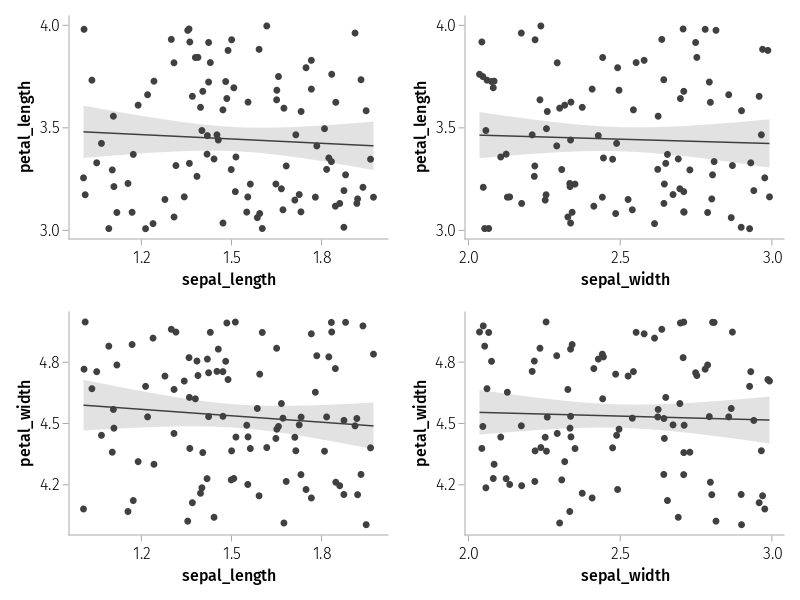 4.0
3.5
3.0
petal_length
1.2 1.5 1.8
sepal_length
4.0
3.5
3.0
petal_length
2.0 2.5 3.0
sepal_width
4.8
4.5
4.2
petal_width
1.2 1.5 1.8
sepal_length
4.8
4.5
4.2
petal_width
2.0 2.5 3.0
sepal_width